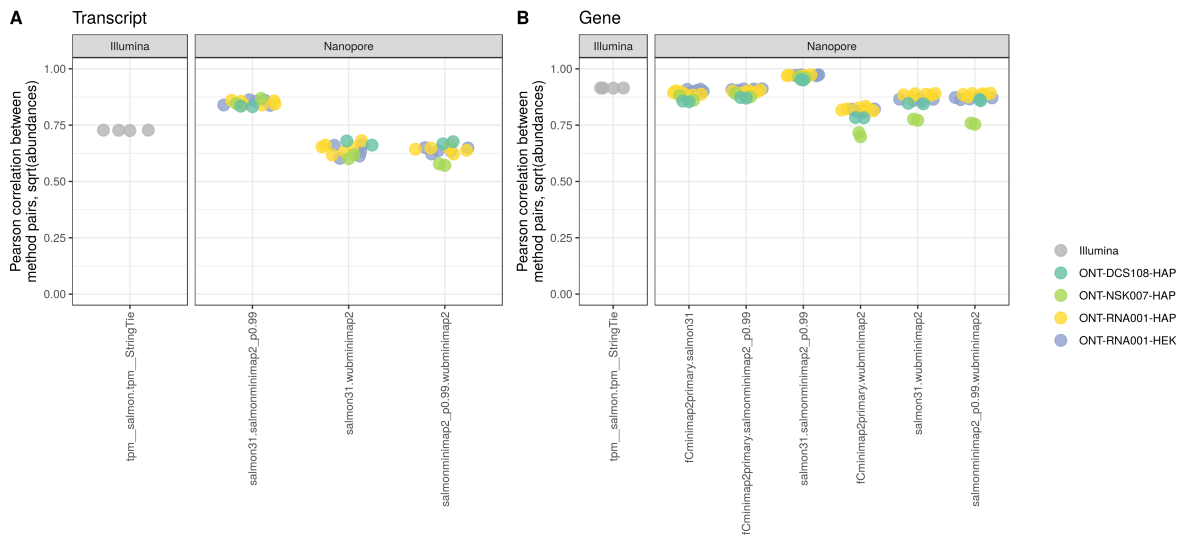 A
Transcript
Illumina
Nanopore
Pearson correlation between
method pairs, sqrt(abundances)
1.00
0.75
0.50
0.25
0.00
tpm__salmon.tpm__StringTie
salmon31.salmonminimap2_p0.99
salmon31.wubminimap2
salmonminimap2_p0.99.wubminimap2
B
Gene
Illumina
Nanopore
Pearson correlation between
method pairs, sqrt(abundances)
1.00
0.75
0.50
0.25
0.00
tpm__salmon.tpm__StringTie
fCminimap2primary.salmon31
fCminimap2primary.salmonminimap2_p0.99
salmon31.salmonminimap2_p0.99
fCminimap2primary.wubminimap2
salmon31.wubminimap2
salmonminimap2_p0.99.wubminimap2
Illumina
ONT-DCS108-HAP
ONT-NSK007-HAP
ONT-RNA001-HAP
ONT-RNA001-HEK